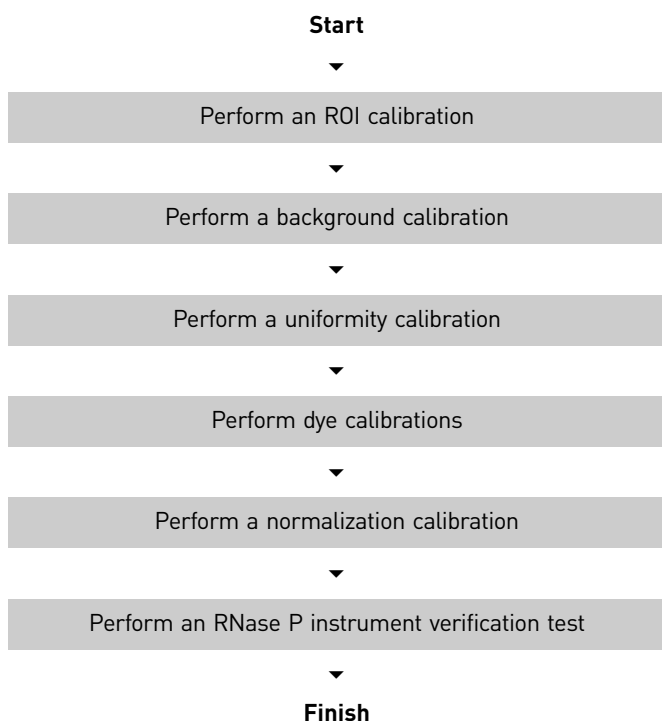 Start
Perform an ROI calibration
Perform a background calibration
Perform a uniformity calibration
Perform dye calibrations
Perform a normalization calibration
Perform an RNase P instrument verification test
Finish